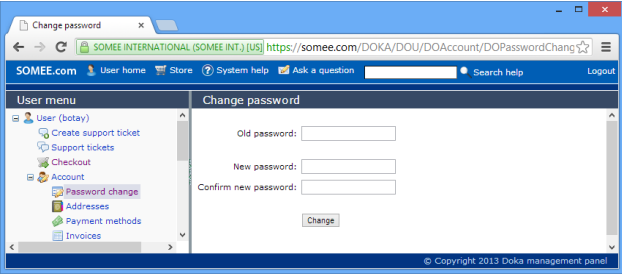 Change password
SOMEE INTERNATIONAL (SOMEE INT.) [US] https://somee.com/DOKA/DOU/DOAccount/DOPasswordChang
SOMEE.com User home Store System help Ask a question Search help Logout
User menu
Change password
User (botay)
Create support ticket
Support tickets
Checkout
Account
Password change
Addresses
Payment methods
Invoices
Old password:
New password:
Confirm new password:
Change
© Copyright 2013 Doka management panel